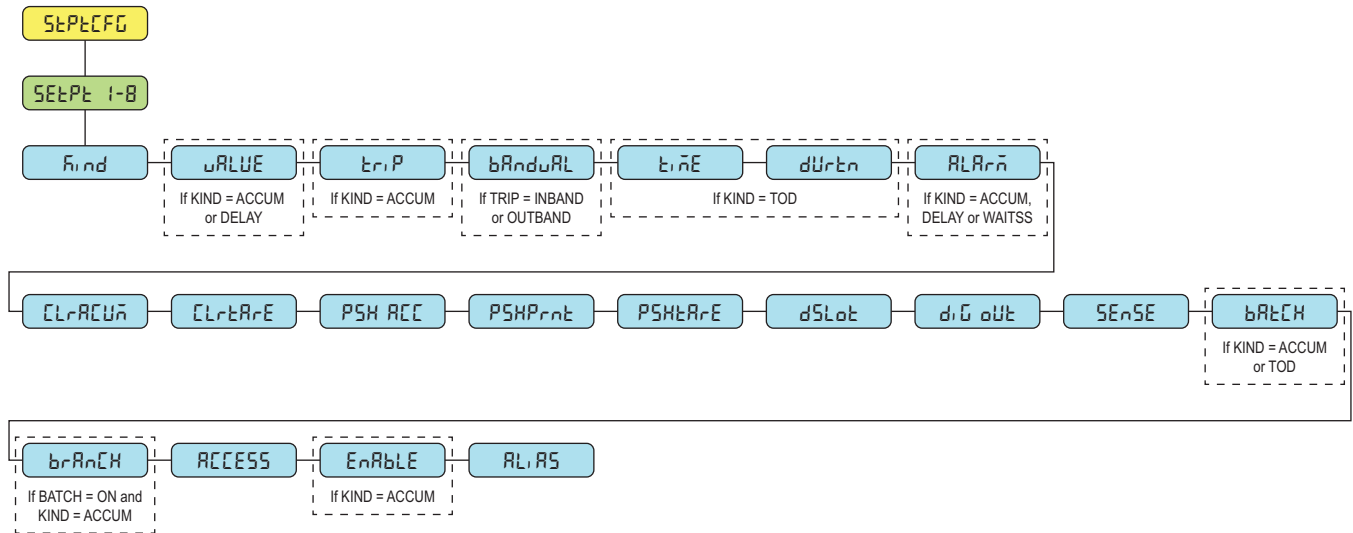 StPtCFG
SEtPt 1-8
KInd
vALUE
trIP
bAndvAL
tImE
dUrtn
ALArm
If KIND = ACCUM
or DELAY
If KIND = ACCUM
If TRIP = INBAND
or OUTBAND
If KIND = TOD
If KIND = ACCUM,
DELAY or WAITSS
CLrACUm
CLrtArE
PSH ACC
PSHPrnt
PSHtArE
dSLot
dIG oUt
SEnSE
bAtCH
If KIND = ACCUM
or TOD
brAnCH
ACCESS
EnAbLE
ALIAS
If BATCH = ON and
KIND = ACCUM
If KIND = ACCUM